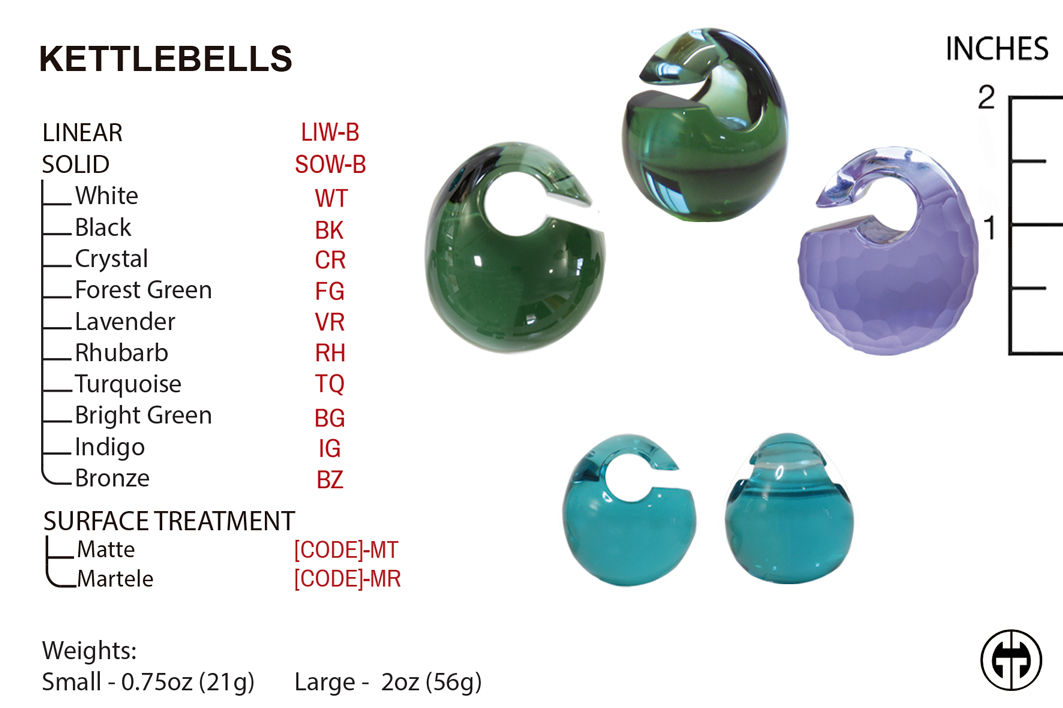 KETTLEBELLS
INCHES
2
1
LINEAR LIW-B
SOLID SOW-B
White WT
Black BK
Crystal CR
Forest Green FG
Lavender VR
Rhubarb RH
Turquoise TQ
Bright Green BG
Indigo IG
Bronze BZ
SURFACE TREATMENT
Matte [CODE]-MT
Martele [CODE]-MR
Weights:
Small - 0.75oz (21g) Large - 2oz (56g)